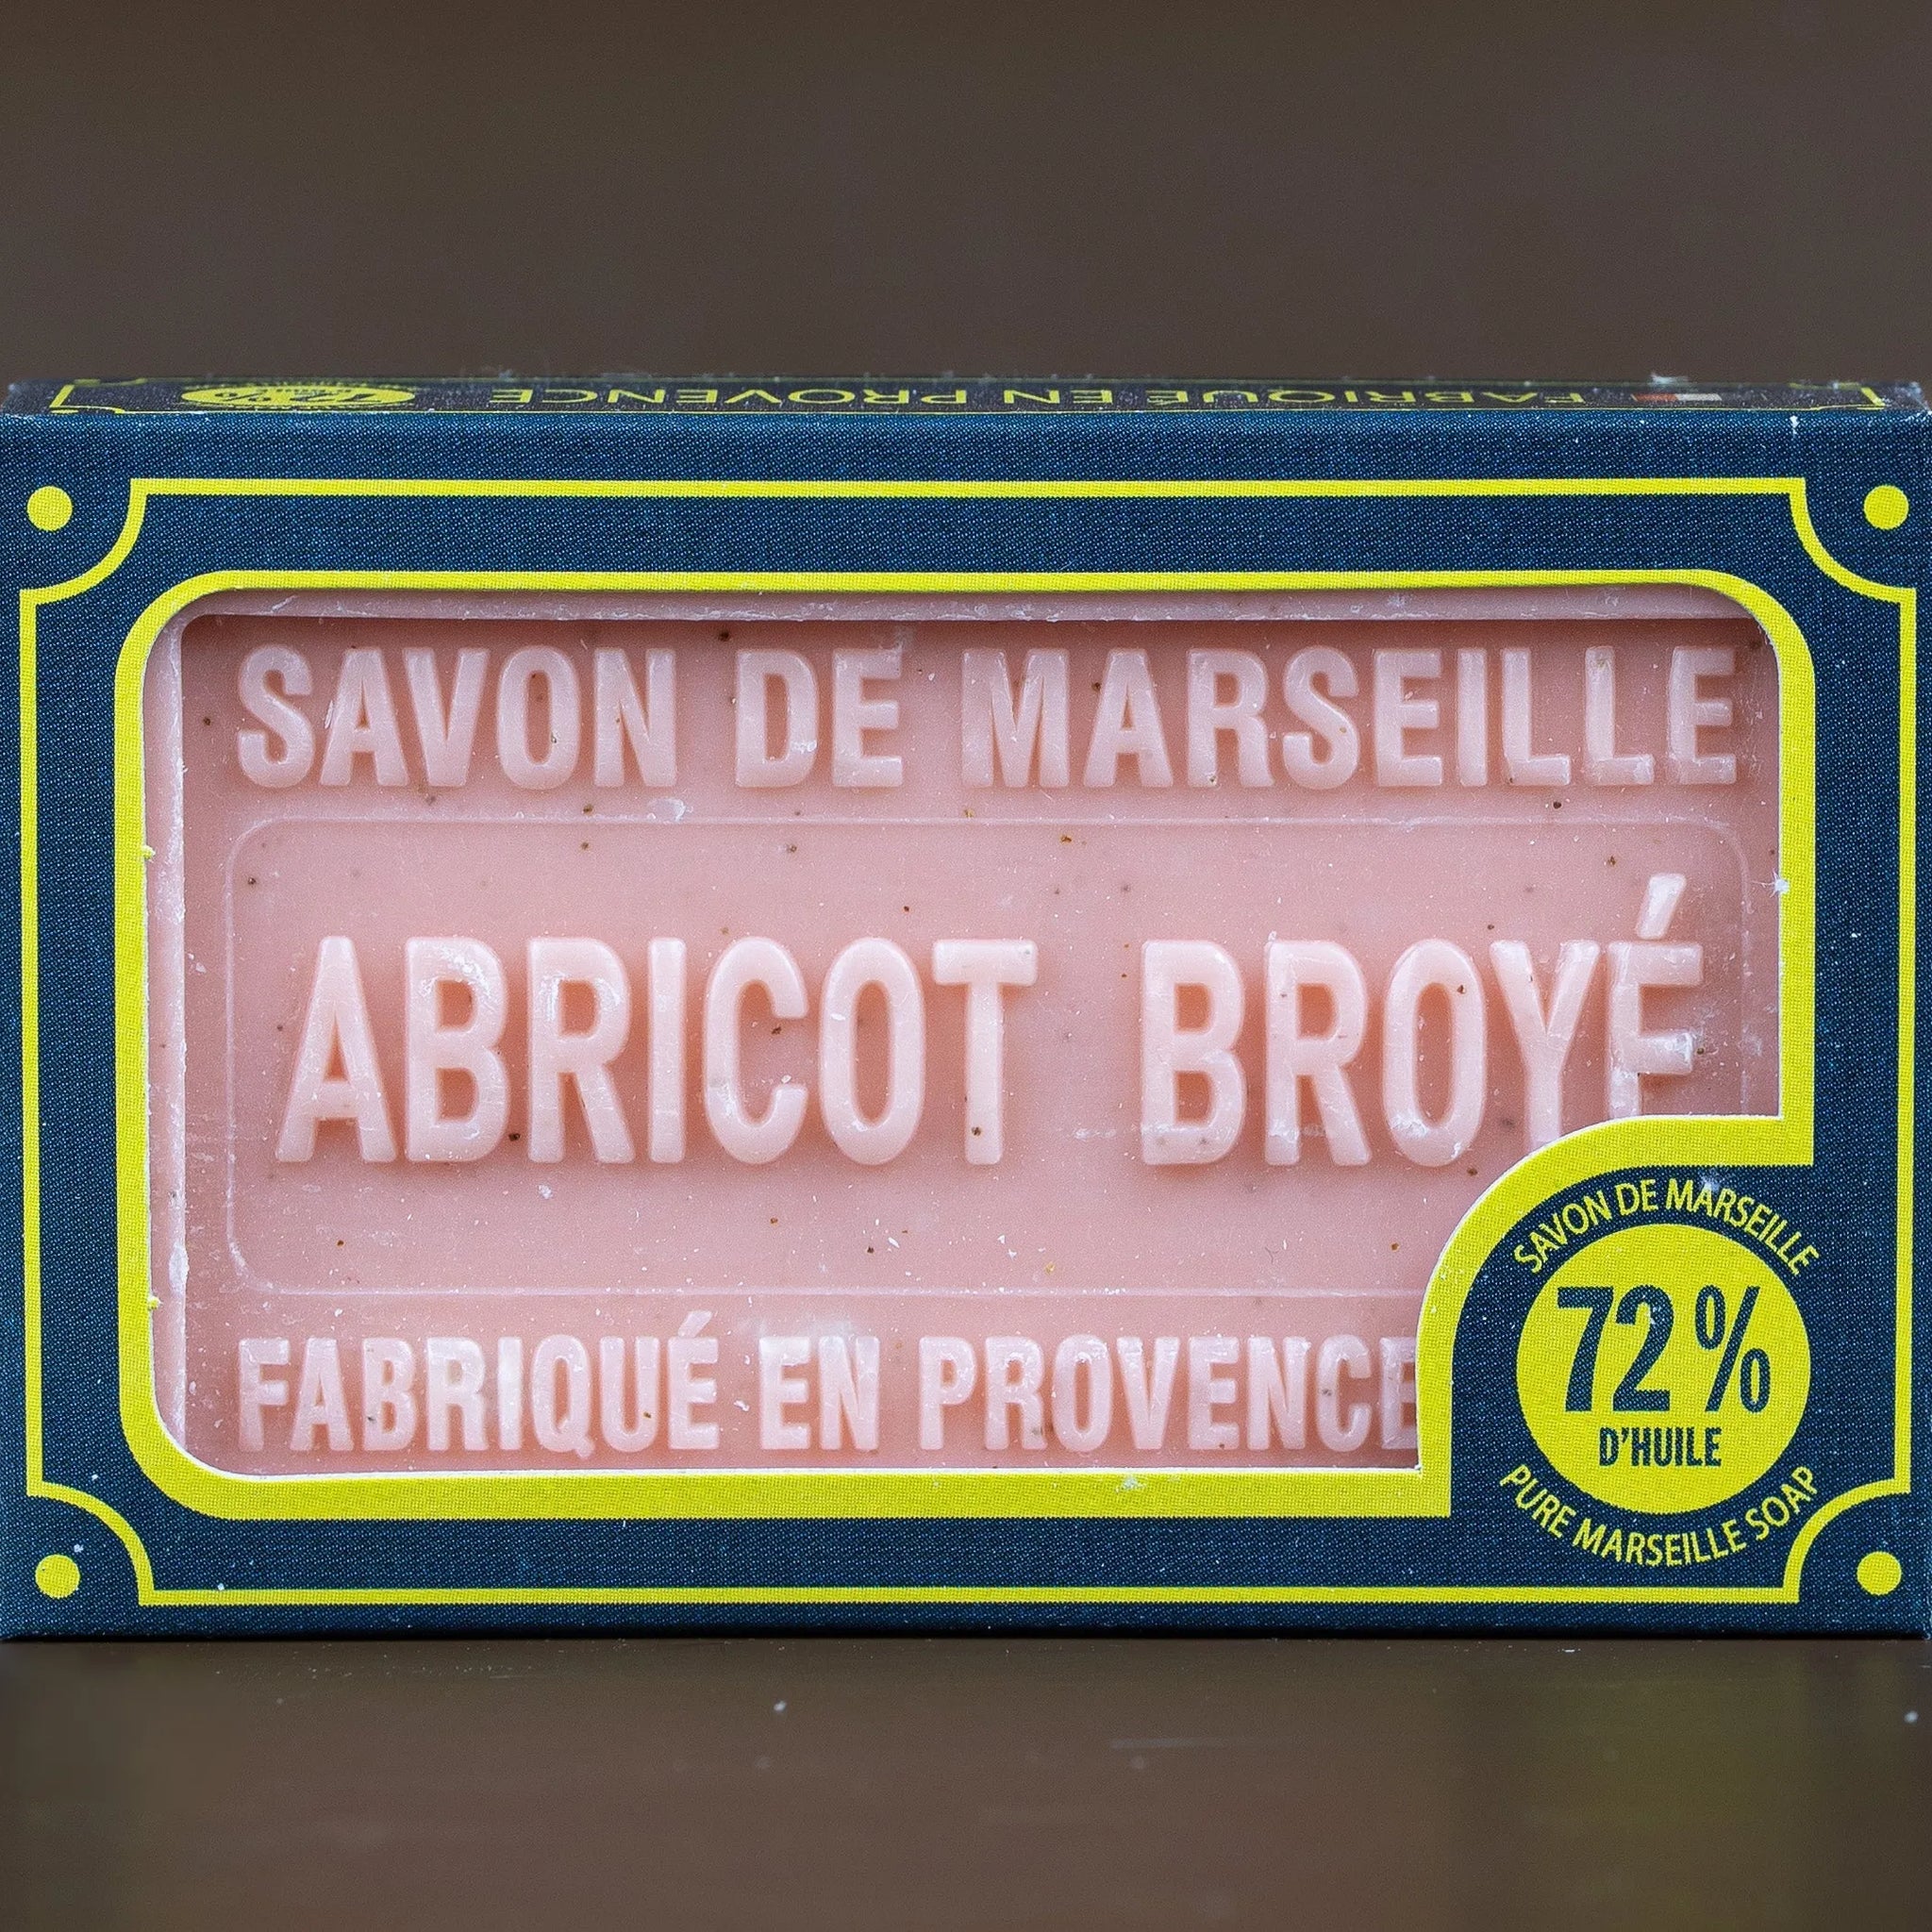 FABRIQUÉ EN PROVENCE
SAVON DE MARSEILLE
ABRICOT BROYÉ
FABRIQUÉ EN PROVENCE
SAVON DE MARSEILLE
72%
D'HUILE
PURE MARSEILLE SOAP